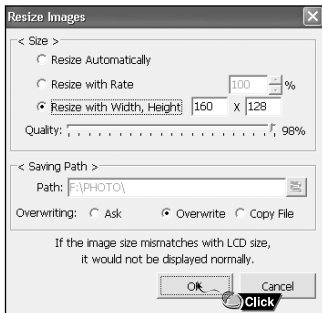 Resize Images
< Size >
Resize Automatically
Resize with Rate 100 %
Resize with Width, Height 160 X 128
Quality: 98%
< Saving Path >
Path: F:\PHOTO\
Overwriting: Ask Overwrite Copy File
If the image size mismatches with LCD size,
it would not be displayed normally.
OK Cancel
Click